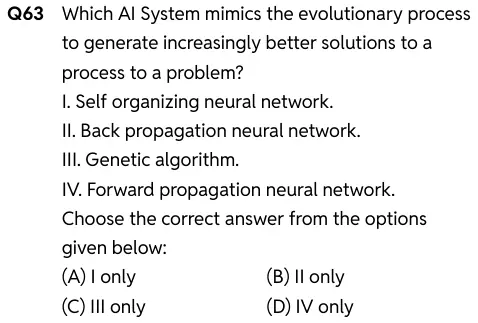 Q63 Which AI System mimics the evolutionary process
to generate increasingly better solutions to a
process to a problem?
I. Self organizing neural network.
II. Back propagation neural network.
III. Genetic algorithm.
IV. Forward propagation neural network.
Choose the correct answer from the options
given below:
(A) I only (B) II only
(C) III only (D) IV only